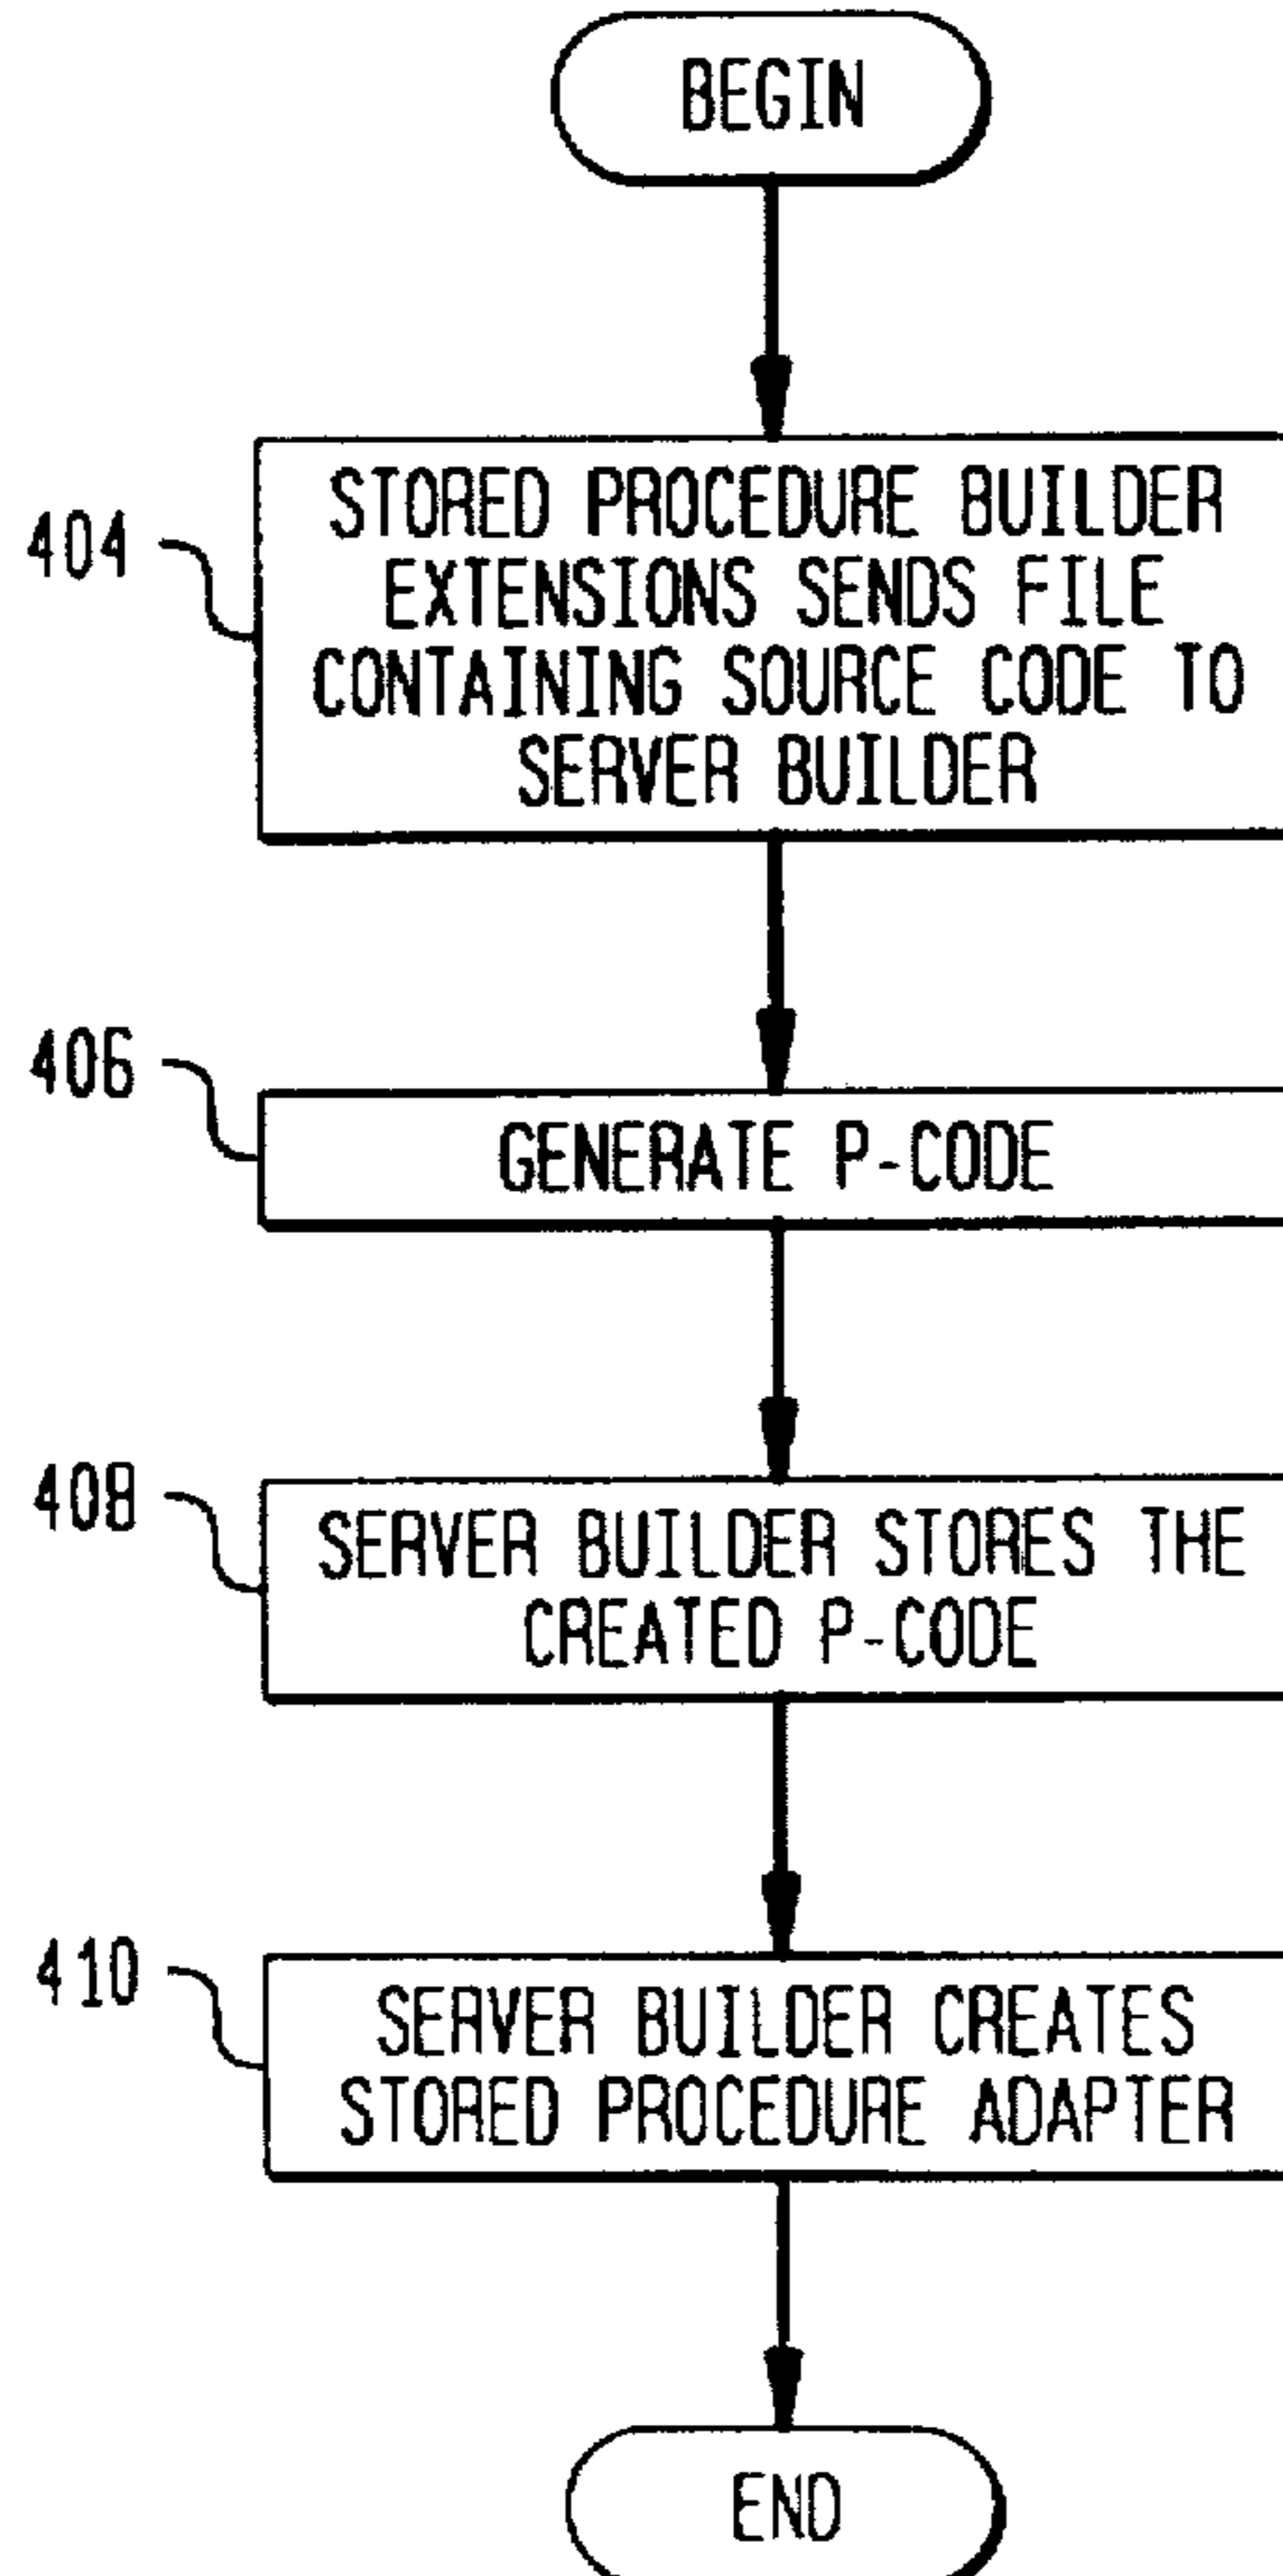 BEGIN
404
STORED PROCEDURE BUILDER
EXTENSIONS SENDS FILE
CONTAINING SOURCE CODE TO
SERVER BUILDER
406
GENERATE P-CODE
408
SERVER BUILDER STORES THE
CREATED P-CODE
410
SERVER BUILDER CREATES
STORED PROCEDURE ADAPTER
END